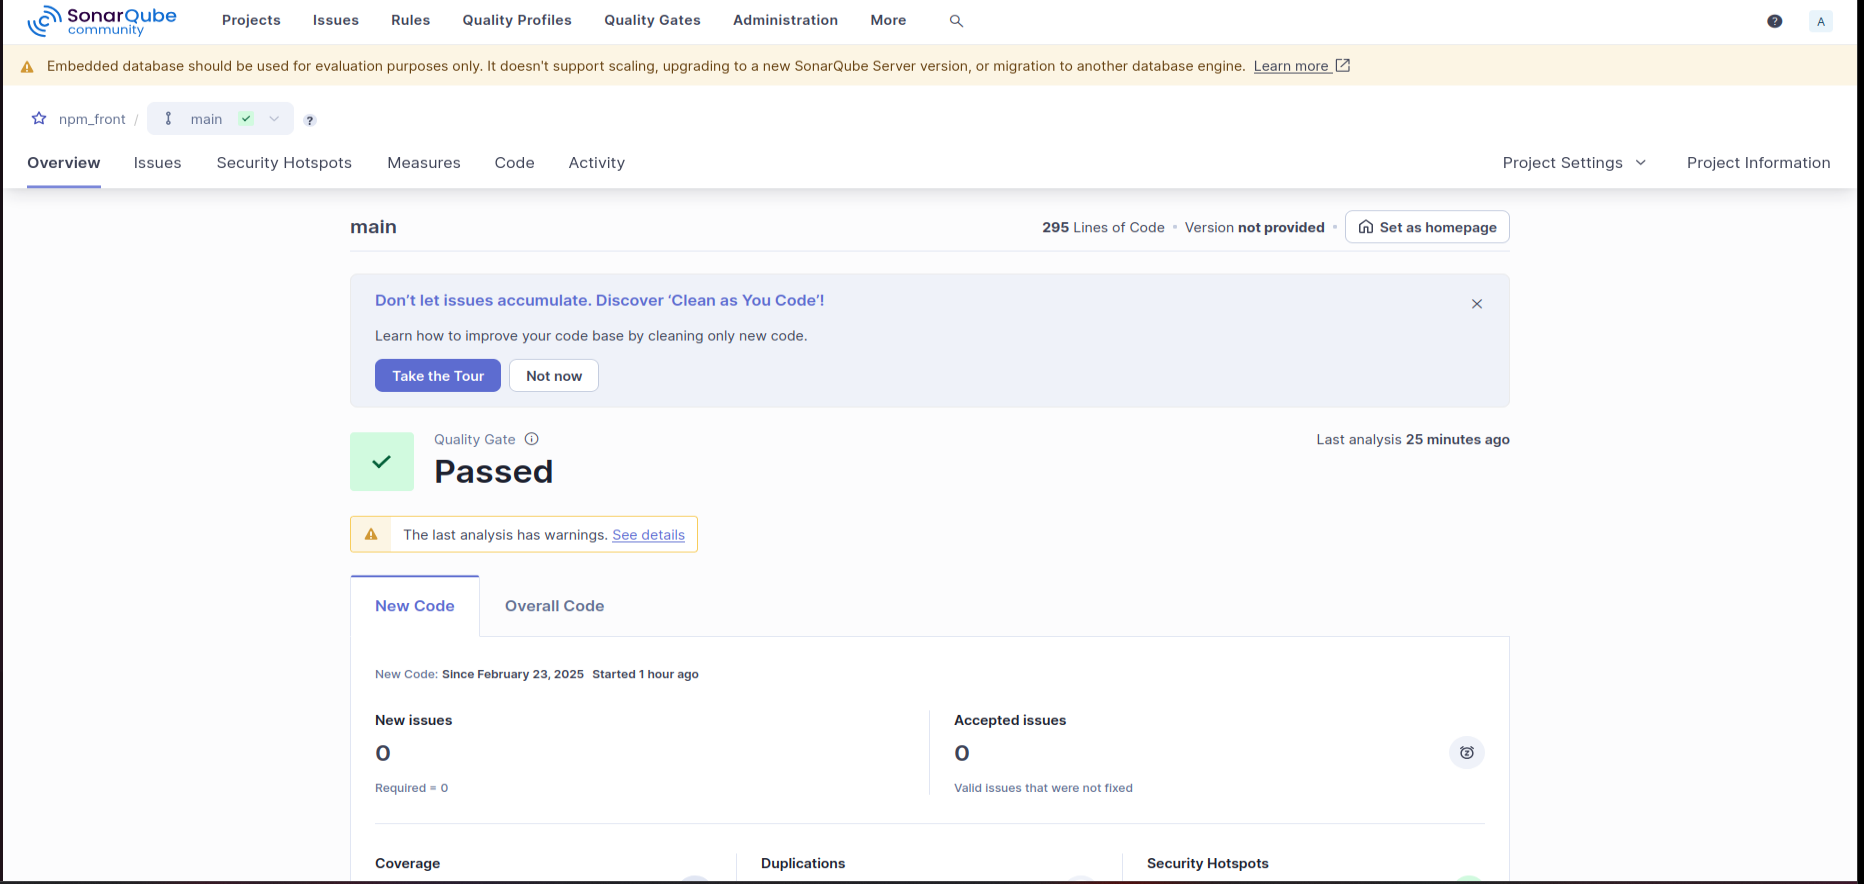 SonarQube
community
Projects Issues Rules Quality Profiles Quality Gates Administration More ? A
Embedded database should be used for evaluation purposes only. It doesn't support scaling, upgrading to a new SonarQube Server version, or migration to another database engine. Learn more
npm_front / main ?
Overview Issues Security Hotspots Measures Code Activity Project Settings Project Information
main 295 Lines of Code • Version not provided • Set as homepage
Don’t let issues accumulate. Discover ‘Clean as You Code’!
Learn how to improve your code base by cleaning only new code.
Take the Tour Not now
Quality Gate Last analysis 25 minutes ago
Passed
The last analysis has warnings. See details
New Code Overall Code
New Code: Since February 23, 2025 Started 1 hour ago
New issues Accepted issues
0 0
Required = 0 Valid issues that were not fixed
Coverage Duplications Security Hotspots